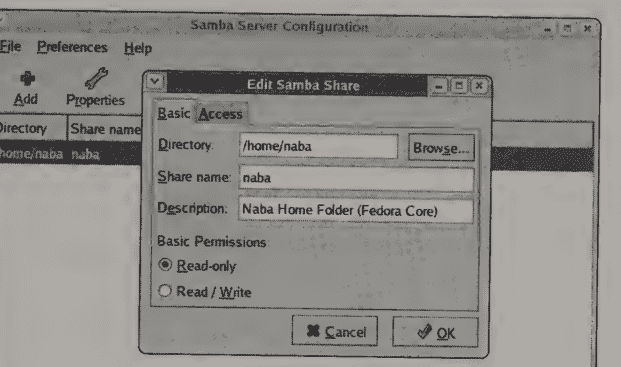 Samba Server Configuration
File Preferences Help
Add Properties
Directory Share name
/home/naba naba
Edit Samba Share
Basic Access
Directory: /home/naba Browse...
Share name: naba
Description: Naba Home Folder (Fedora Core)
Basic Permissions
Read-only
Read / Write
Cancel OK